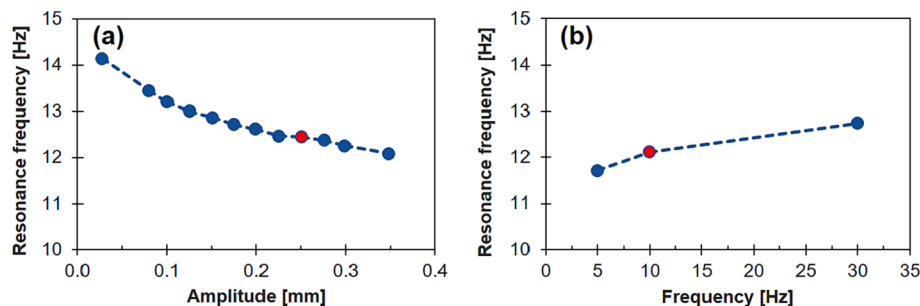 (a)
Resonance frequency [Hz]
15
14
13
12
11
10
0.0 0.1 0.2 0.3 0.4
Amplitude [mm]
(b)
Resonance frequency [Hz]
15
14
13
12
11
10
0 5 10 15 20 25 30 35
Frequency [Hz]